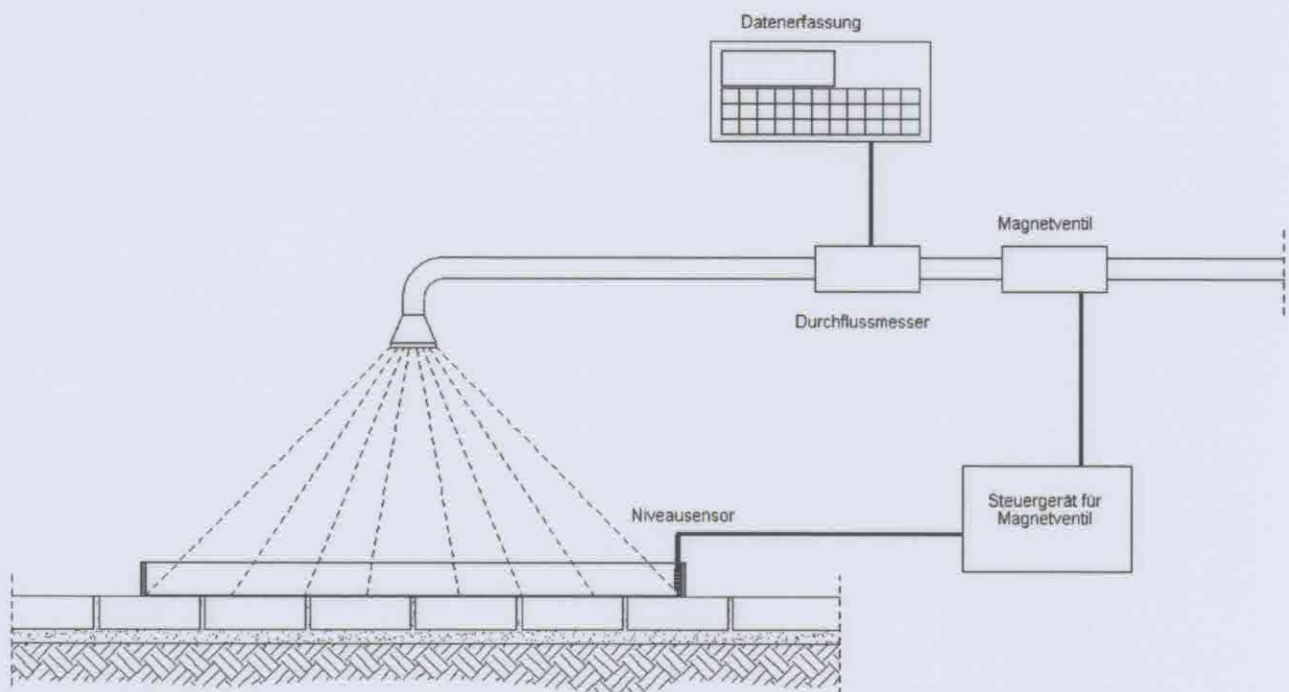 Datenerfassung
Magnetventil
Durchflussmesser
Niveausensor
Steuergerät für
Magnetventil